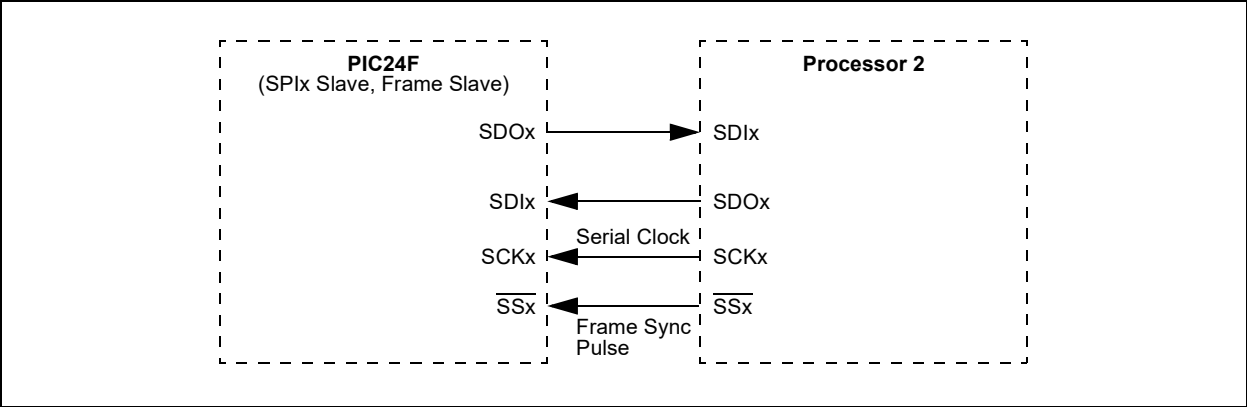 PIC24F
(SPIx Slave, Frame Slave)
Processor 2
SDOx
SDIx
SDIx
SDOx
Serial Clock
SCKx
SCKx
SSx
SSx
Frame Sync
Pulse